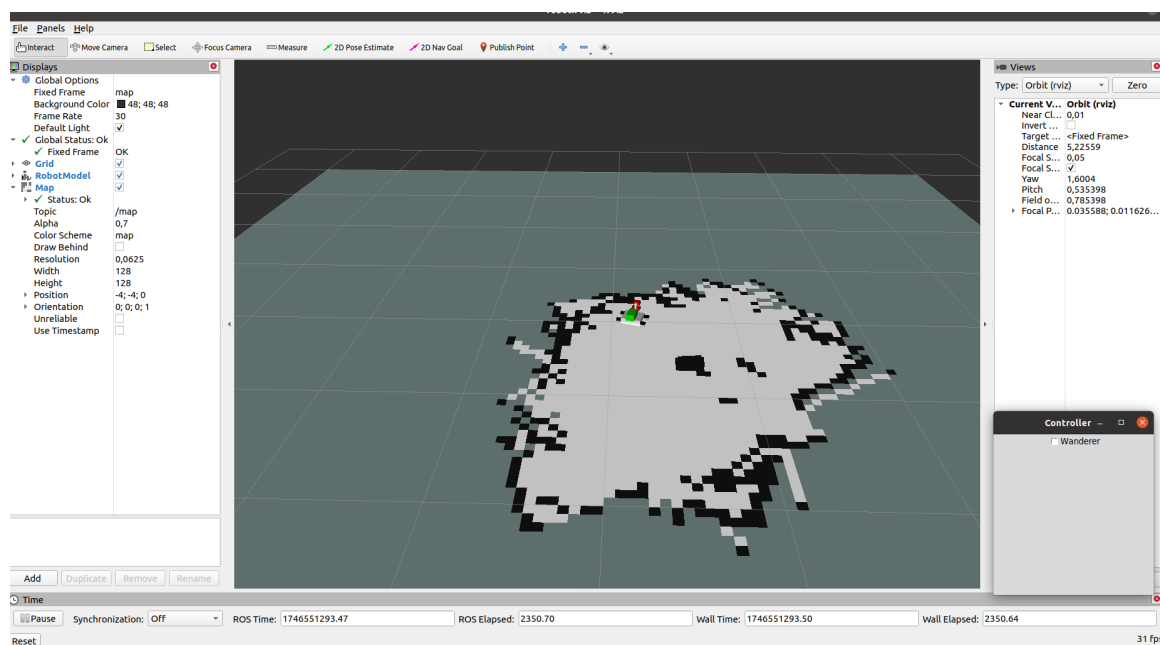 File Panels Help
Interact Move Camera Select Focus Camera Measure 2D Pose Estimate 2D Nav Goal Publish Point
Displays
Global Options
Fixed Frame map
Background Color 48; 48; 48
Frame Rate 30
Default Light
Global Status: Ok
Fixed Frame OK
Grid
RobotModel
Map
Status: Ok
Topic /map
Alpha 0,7
Color Scheme map
Draw Behind
Resolution 0,0625
Width 128
Height 128
Position -4; -4; 0
Orientation 0; 0; 0; 1
Unreliable
Use Timestamp
Add Duplicate Remove Rename
Views
Type: Orbit (rviz) Zero
Current V... Orbit (rviz)
Near Cl... 0,01
Invert ...
Target ... <Fixed Frame>
Distance 5,22559
Focal S... 0,05
Focal S...
Yaw 1,6004
Pitch 0,535398
Field o... 0,785398
Focal P... 0.035588; 0.011626...
Controller
Wanderer
Time
Pause Synchronization: Off ROS Time: 1746551293.47 ROS Elapsed: 2350.70 Wall Time: 1746551293.50 Wall Elapsed: 2350.64
Reset 31 fps